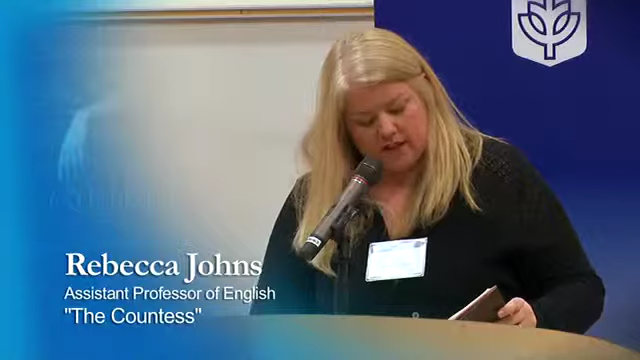 Rebecca Johns
Assistant Professor of English
"The Countess"